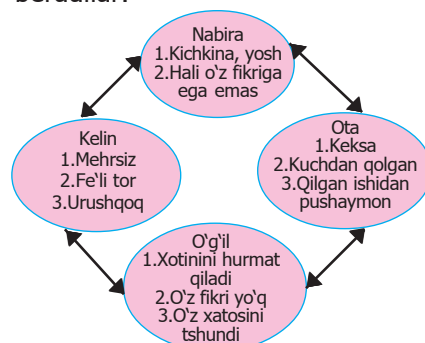 Nabira
1.Kichkina, yosh
2.Hali o‘z fikriga
ega emas
Kelin
1.Mehrsiz
2.Fe‘li tor
3.Urushqoq
Ota
1.Keksa
2.Kuchdan qolgan
3.Qilgan ishidan
pushaymon
O‘g‘il
1.Xotinini hurmat
qiladi
2.O‘z fikri yo‘q
3.O‘z xatosini
tshundi